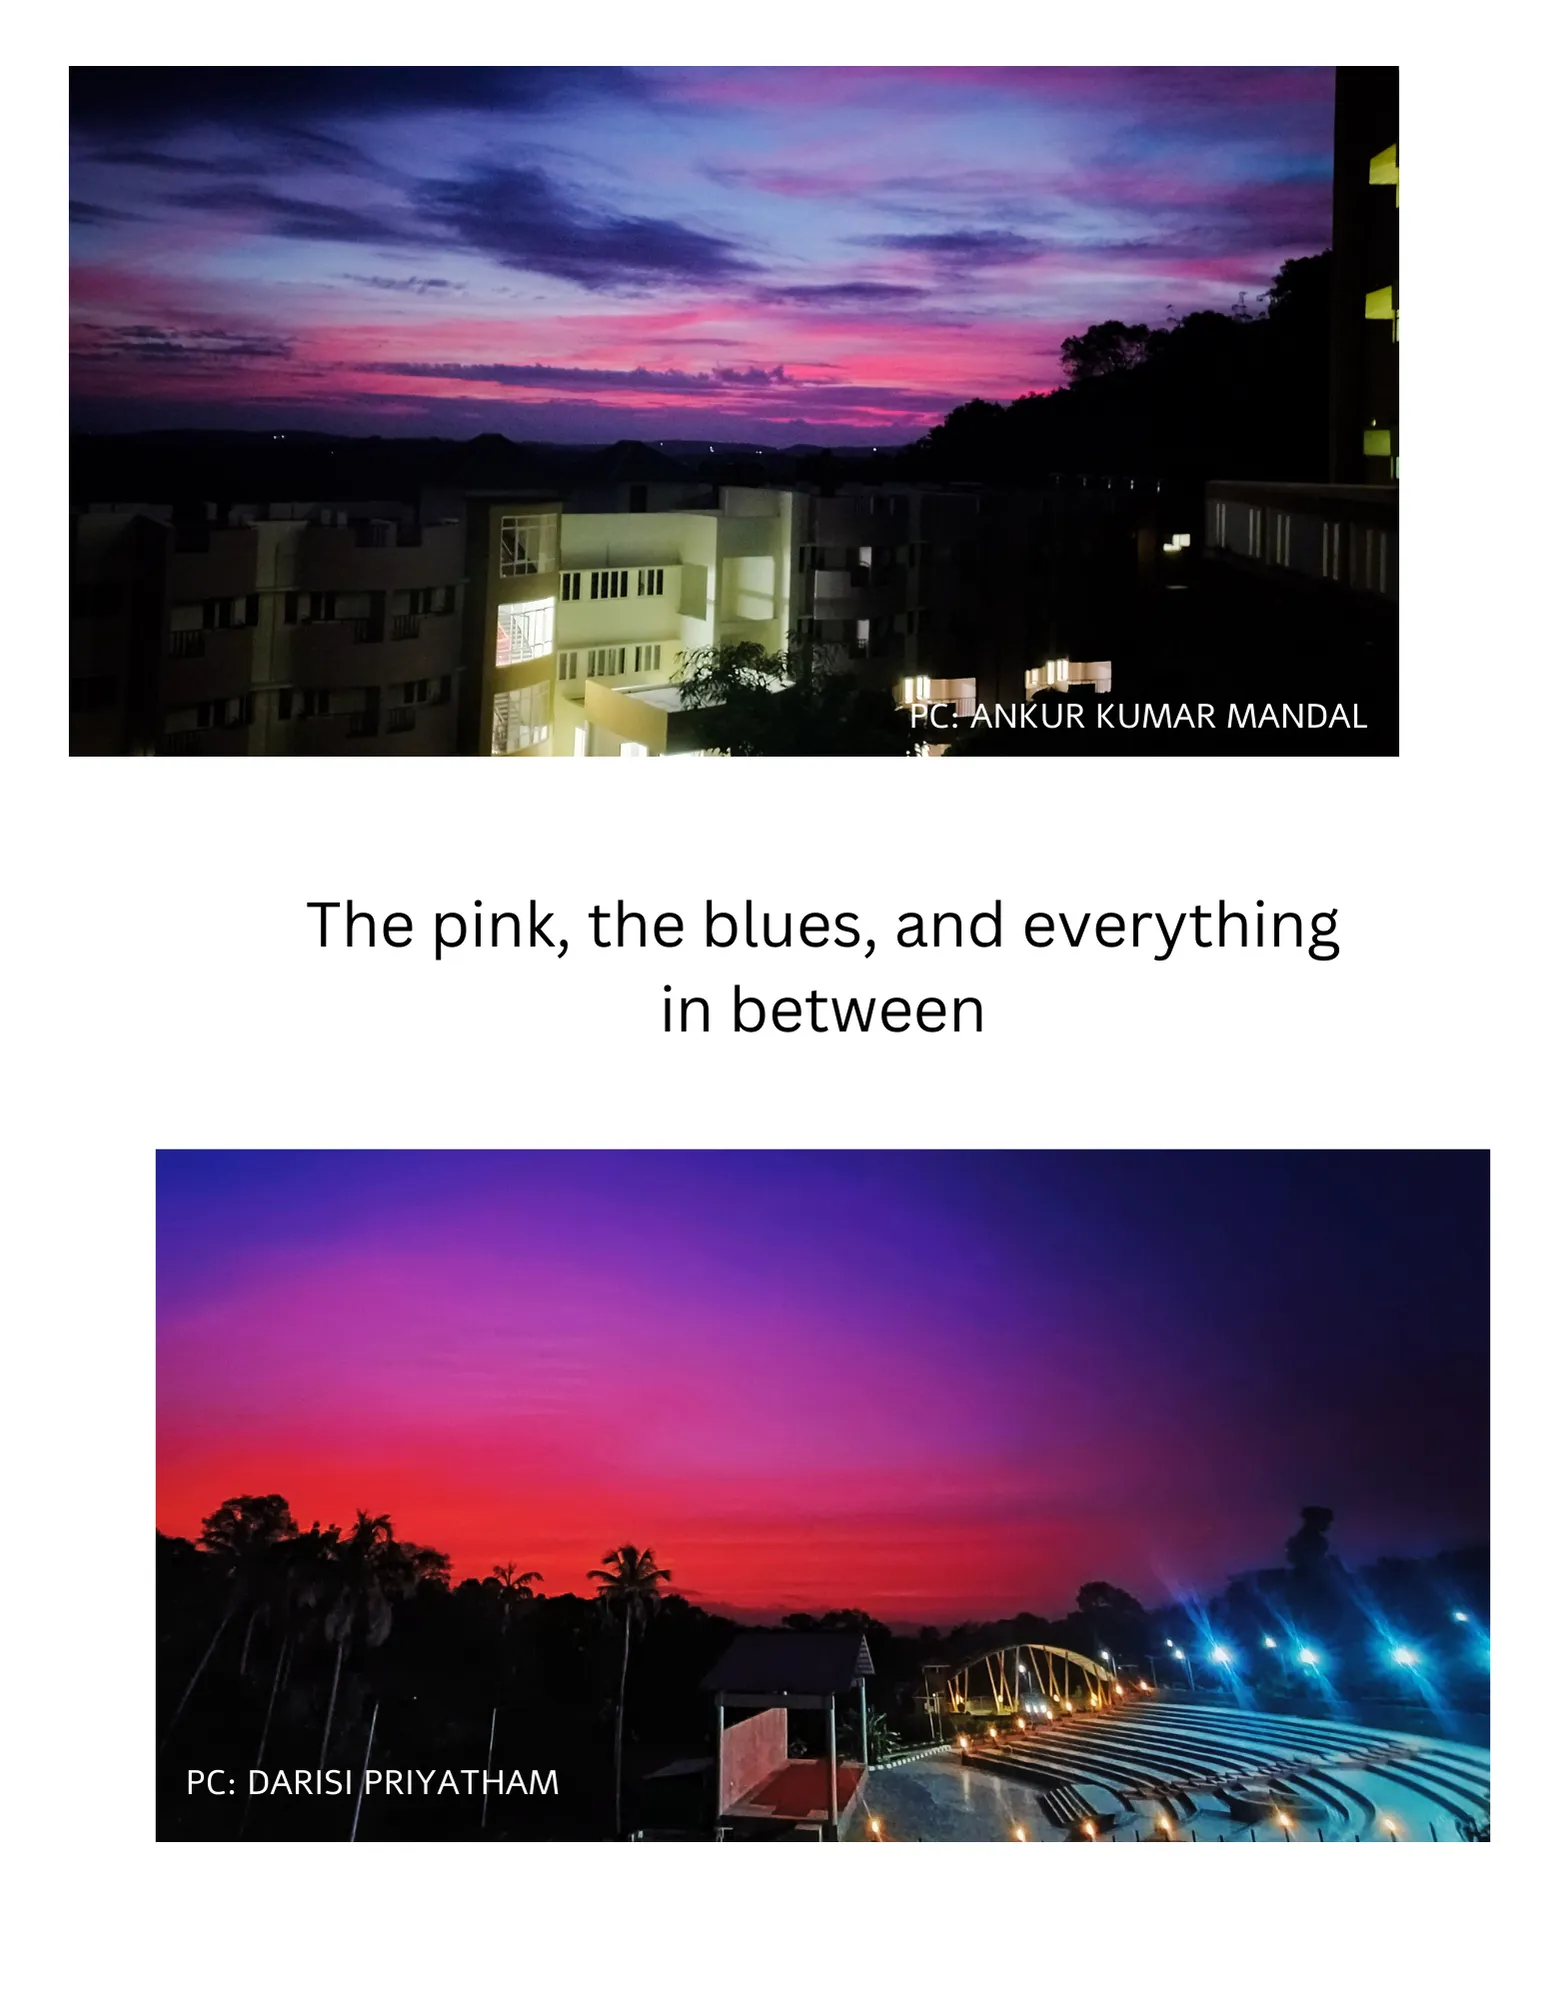 PC: ANKUR KUMAR MANDAL
The pink, the blues, and everything
in between
PC: DARISI PRIYATHAM